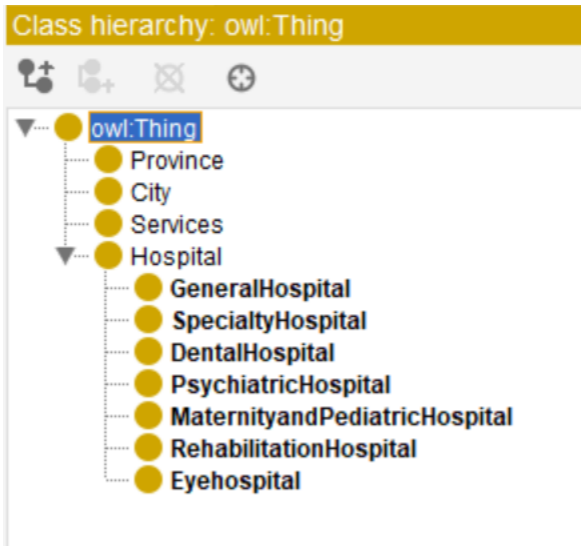 Class hierarchy: owl:Thing
owl:Thing
Province
City
Services
Hospital
GeneralHospital
SpecialtyHospital
DentalHospital
PsychiatricHospital
MaternityandPediatricHospital
RehabilitationHospital
Eyehospital